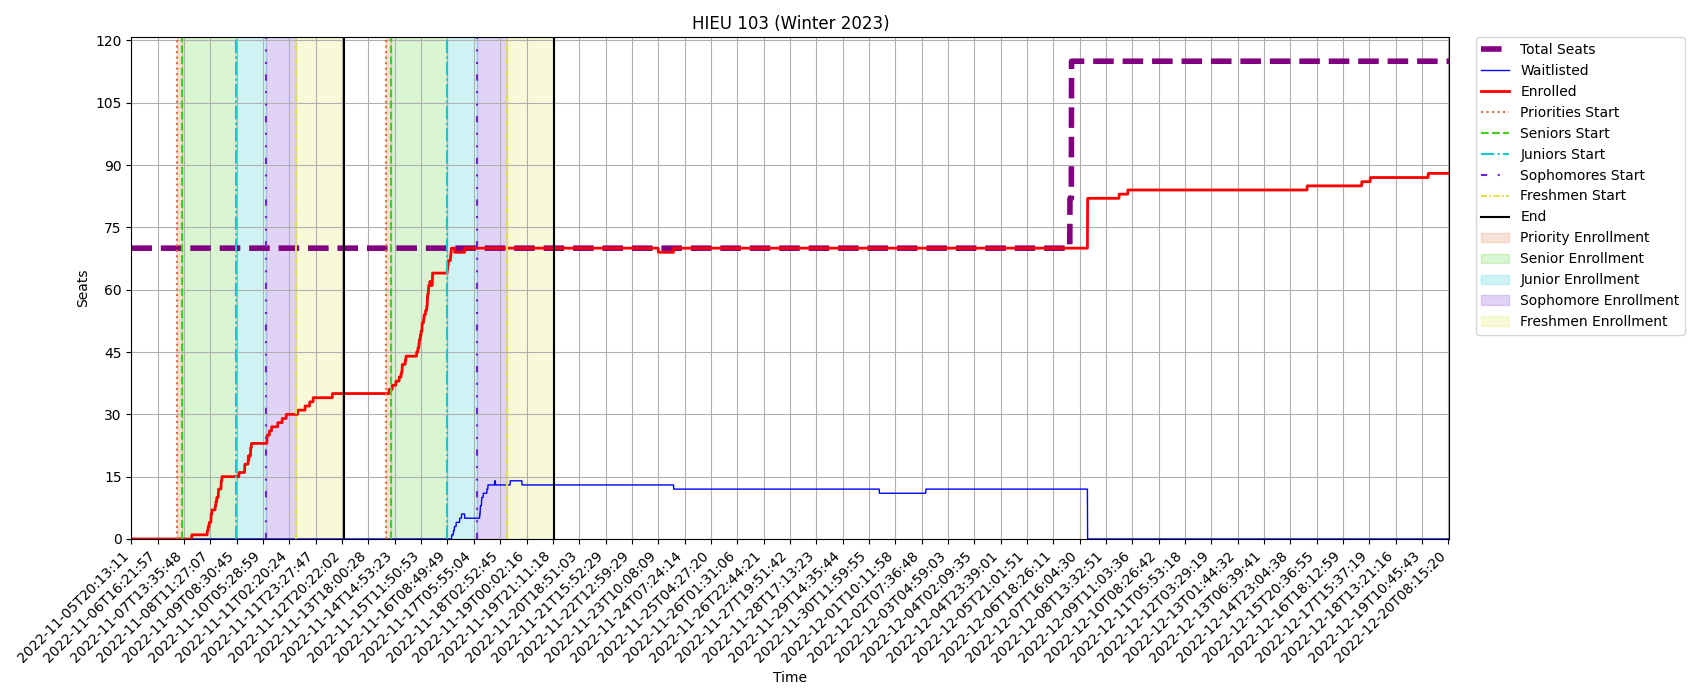 HIEU 103 (Winter 2023)
120
105
90
75
60
45
30
15
0
Seats
2022-11-05T20:13:11
2022-11-06T16:21:57
2022-11-07T13:35:48
2022-11-08T11:27:07
2022-11-09T08:30:45
2022-11-10T05:28:59
2022-11-11T02:20:24
2022-11-11T23:27:47
2022-11-12T20:22:02
2022-11-13T18:00:28
2022-11-14T14:53:23
2022-11-15T11:50:53
2022-11-16T08:49:49
2022-11-17T05:55:04
2022-11-18T02:52:45
2022-11-19T00:02:16
2022-11-19T21:11:18
2022-11-20T18:51:03
2022-11-21T15:52:29
2022-11-22T12:59:29
2022-11-23T10:08:09
2022-11-24T07:24:14
2022-11-25T04:27:20
2022-11-26T01:31:06
2022-11-26T22:44:21
2022-11-27T19:51:42
2022-11-28T17:13:23
2022-11-29T14:35:44
2022-11-30T11:59:55
2022-12-01T10:11:58
2022-12-02T07:36:48
2022-12-03T04:59:03
2022-12-04T02:09:35
2022-12-04T23:39:01
2022-12-05T21:01:51
2022-12-06T18:26:11
2022-12-07T16:04:30
2022-12-08T13:32:51
2022-12-09T11:03:36
2022-12-10T08:26:42
2022-12-11T05:53:18
2022-12-12T03:29:19
2022-12-13T01:44:32
2022-12-13T06:39:41
2022-12-14T23:04:38
2022-12-15T20:36:55
2022-12-16T18:12:59
2022-12-17T15:37:19
2022-12-18T13:21:16
2022-12-19T10:45:43
2022-12-20T08:15:20
Time
Total Seats
Waitlisted
Enrolled
Priorities Start
Seniors Start
Juniors Start
Sophomores Start
Freshmen Start
End
Priority Enrollment
Senior Enrollment
Junior Enrollment
Sophomore Enrollment
Freshmen Enrollment